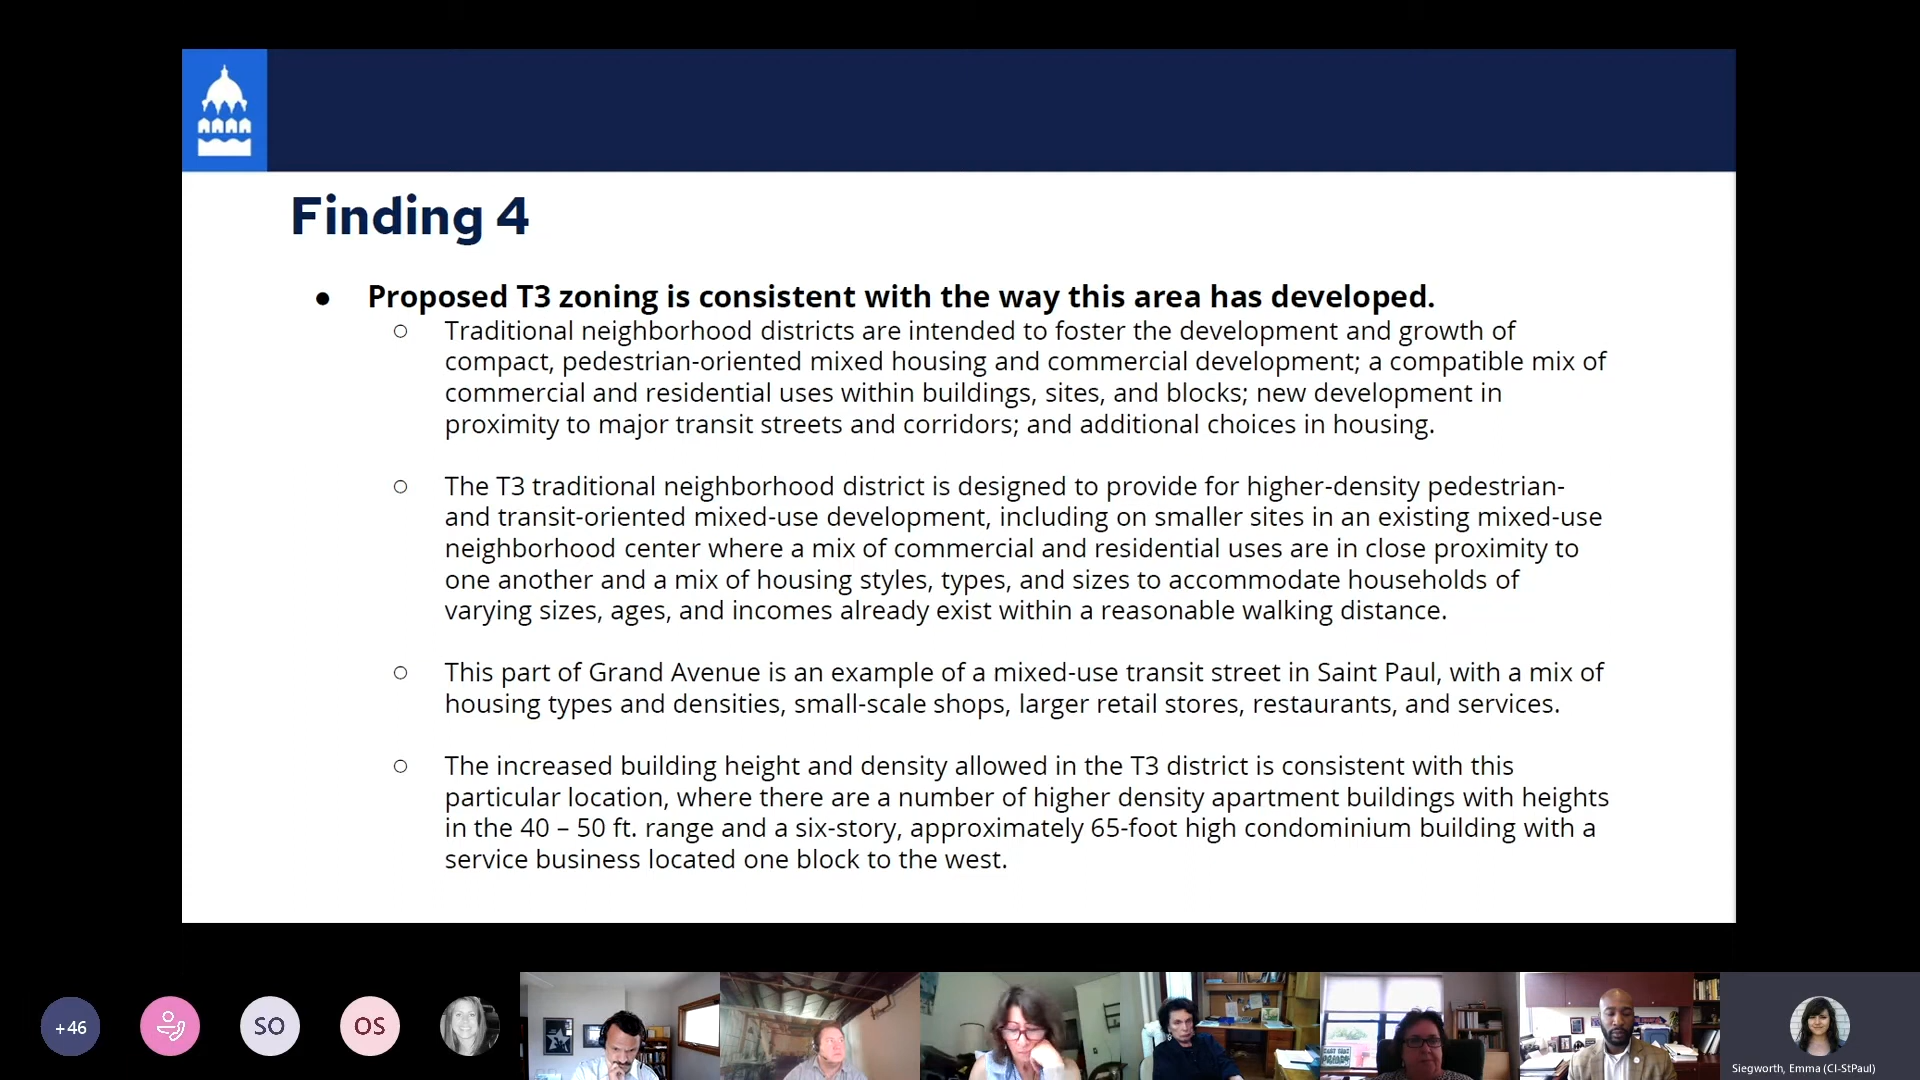 Finding 4
● Proposed T3 zoning is consistent with the way this area has developed.
○ Traditional neighborhood districts are intended to foster the development and growth of
compact, pedestrian-oriented mixed housing and commercial development; a compatible mix of
commercial and residential uses within buildings, sites, and blocks; new development in
proximity to major transit streets and corridors; and additional choices in housing.
○ The T3 traditional neighborhood district is designed to provide for higher-density pedestrian-
and transit-oriented mixed-use development, including on smaller sites in an existing mixed-use
neighborhood center where a mix of commercial and residential uses are in close proximity to
one another and a mix of housing styles, types, and sizes to accommodate households of
varying sizes, ages, and incomes already exist within a reasonable walking distance.
○ This part of Grand Avenue is an example of a mixed-use transit street in Saint Paul, with a mix of
housing types and densities, small-scale shops, larger retail stores, restaurants, and services.
○ The increased building height and density allowed in the T3 district is consistent with this
particular location, where there are a number of higher density apartment buildings with heights
in the 40 – 50 ft. range and a six-story, approximately 65-foot high condominium building with a
service business located one block to the west.
+46
SO
OS
Siegworth, Emma (CI-StPaul)